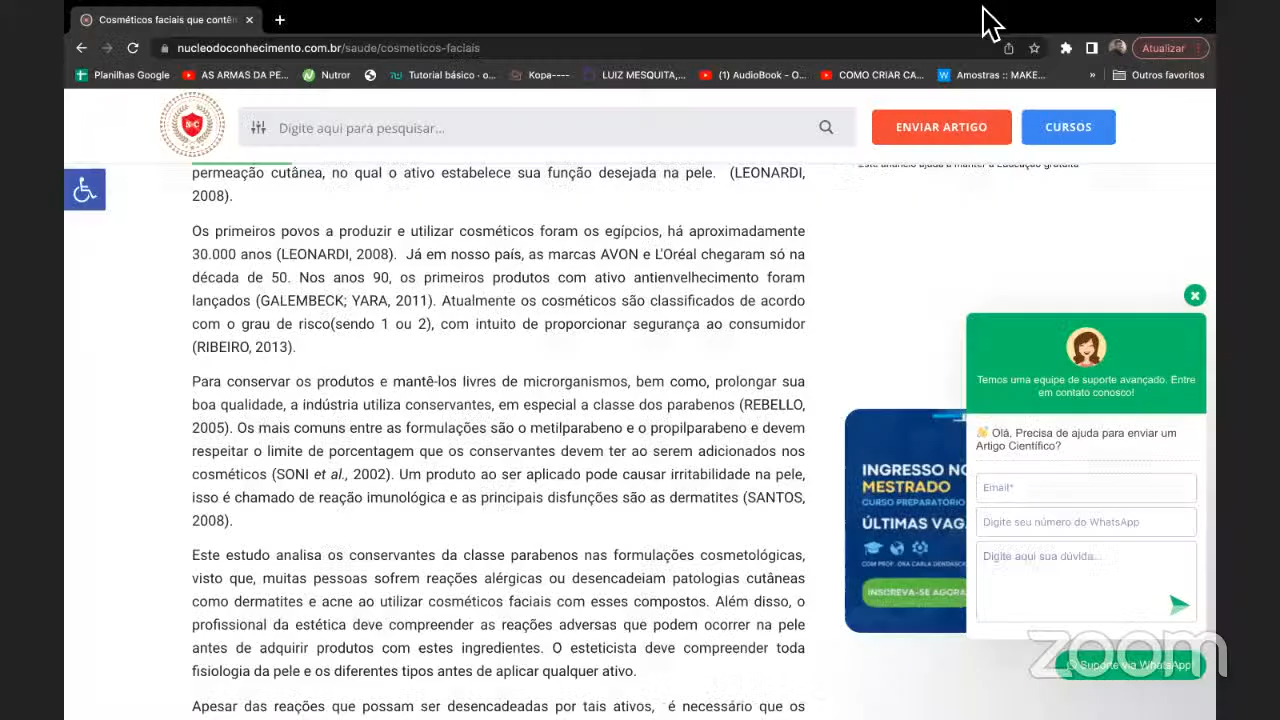 Cosméticos faciais que contên
nucleodoconhecimento.com.br/saude/cosmeticos-faciais
Atualizar
Planilhas Google
AS ARMAS DA PE...
Nutror
Tutorial básico · o...
Kopa----
LUIZ MESQUITA,...
(1) AudioBook - O...
COMO CRIAR CA...
Amostras :: MAKE...
»
Outros favoritos
Digite aqui para pesquisar...
ENVIAR ARTIGO
CURSOS
Este anúncio ajuda a manter a Educação gratuita
permeação cutânea, no qual o ativo estabelece sua função desejada na pele. (LEONARDI,
2008).
Os primeiros povos a produzir e utilizar cosméticos foram os egípcios, há aproximadamente
30.000 anos (LEONARDI, 2008). Já em nosso país, as marcas AVON e L'Oréal chegaram só na
década de 50. Nos anos 90, os primeiros produtos com ativo antienvelhecimento foram
lançados (GALEMBECK; YARA, 2011). Atualmente os cosméticos são classificados de acordo
com o grau de risco(sendo 1 ou 2), com intuito de proporcionar segurança ao consumidor
(RIBEIRO, 2013).
Para conservar os produtos e mantê-los livres de microrganismos, bem como, prolongar sua
boa qualidade, a indústria utiliza conservantes, em especial a classe dos parabenos (REBELLO,
2005). Os mais comuns entre as formulações são o metilparabeno e o propilparabeno e devem
respeitar o limite de porcentagem que os conservantes devem ter ao serem adicionados nos
cosméticos (SONI et al., 2002). Um produto ao ser aplicado pode causar irritabilidade na pele,
isso é chamado de reação imunológica e as principais disfunções são as dermatites (SANTOS,
2008).
Este estudo analisa os conservantes da classe parabenos nas formulações cosmetológicas,
visto que, muitas pessoas sofrem reações alérgicas ou desencadeiam patologias cutâneas
como dermatites e acne ao utilizar cosméticos faciais com esses compostos. Além disso, o
profissional da estética deve compreender as reações adversas que podem ocorrer na pele
antes de adquirir produtos com estes ingredientes. O esteticista deve compreender toda
fisiologia da pele e os diferentes tipos antes de aplicar qualquer ativo.
Apesar das reações que possam ser desencadeadas por tais ativos, é necessário que os
INGRESSO NO
MESTRADO
CURSO PREPARATÓRIO
ÚLTIMAS VAG
INSCREVA-SE AGORA
Temos uma equipe de suporte avançado. Entre
em contato conosco!
👋 Olá, Precisa de ajuda para enviar um
Artigo Científico?
Email*
Digite seu número do WhatsApp
Digite aqui sua dúvida...
Suporte via WhatsApp!
zoom